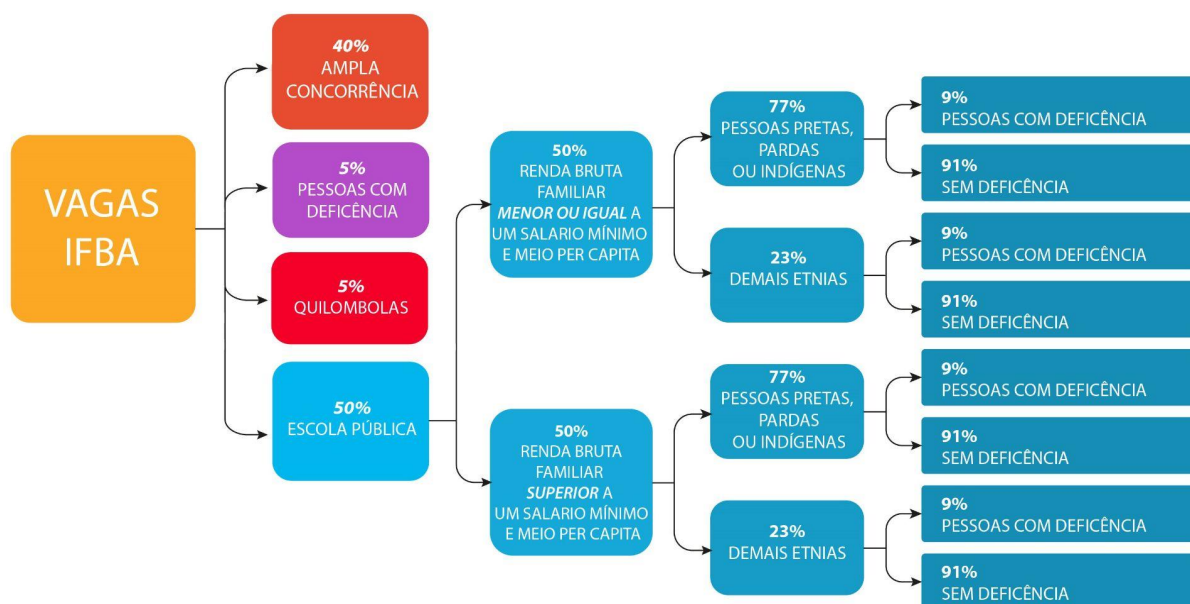 VAGAS
IFBA
40%
AMPLA
CONCORRÊNCIA
5%
PESSOAS COM
DEFICÊNCIA
5%
QUILOMBOLAS
50%
ESCOLA PÚBLICA
50%
RENDA BRUTA
FAMILIAR
MENOR OU IGUAL A
UM SALARIO MÍNIMO
E MEIO PER CAPITA
77%
PESSOAS PRETAS,
PARDAS
OU INDÍGENAS
9%
PESSOAS COM DEFICÊNCIA
91%
SEM DEFICÊNCIA
23%
DEMAIS ETNIAS
9%
PESSOAS COM DEFICÊNCIA
91%
SEM DEFICÊNCIA
50%
RENDA BRUTA
FAMILIAR
SUPERIOR A
UM SALARIO MÍNIMO
E MEIO PER CAPITA
77%
PESSOAS PRETAS,
PARDAS
OU INDÍGENAS
9%
PESSOAS COM DEFICÊNCIA
91%
SEM DEFICÊNCIA
23%
DEMAIS ETNIAS
9%
PESSOAS COM DEFICÊNCIA
91%
SEM DEFICÊNCIA